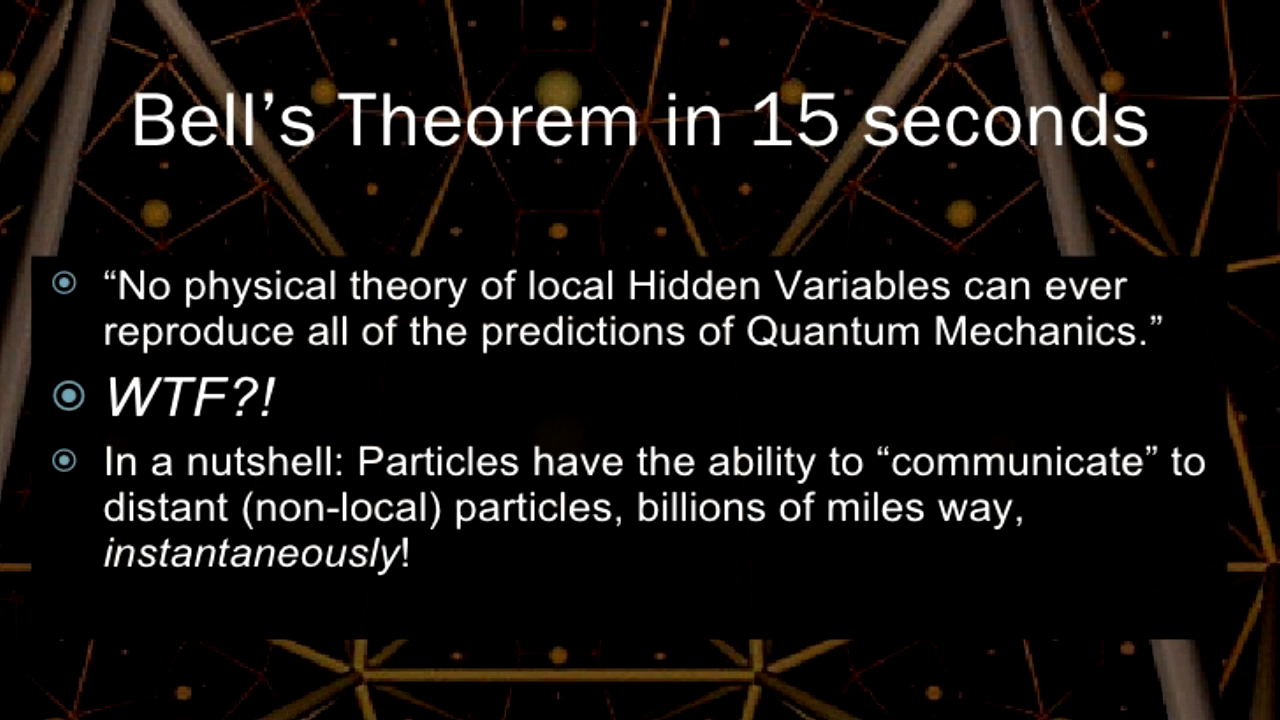 Bell’s Theorem in 15 seconds
“No physical theory of local Hidden Variables can ever
reproduce all of the predictions of Quantum Mechanics.”
WTF?!
In a nutshell: Particles have the ability to “communicate” to
distant (non-local) particles, billions of miles way,
instantaneously!